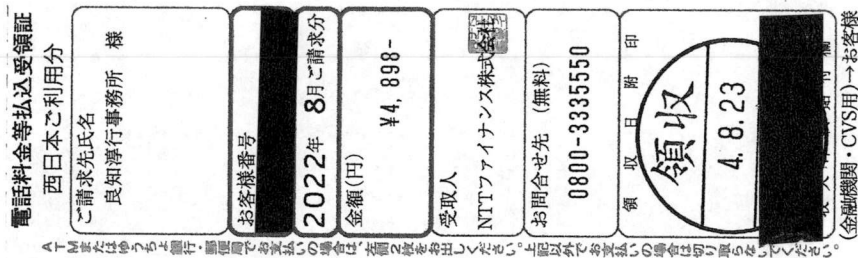 電話料金等払込受領証
西日本ご利用分
ご請求先氏名
良知淳行事務所 様
お客様番号
2022年 8月ご請求分
金額(円)
¥4,898-
受取人
NTTファイナンス株式会社
お問合せ先 (無料)
0800-3335550
領収日附印
領収
4.8.23
(金融機関・CVS用)→お客様
ATMまたはゆうちょ銀行・郵便局でお支払いの場合は、左側2枚をお出しください。上記以外でお支払いの場合は切り取らないでください。